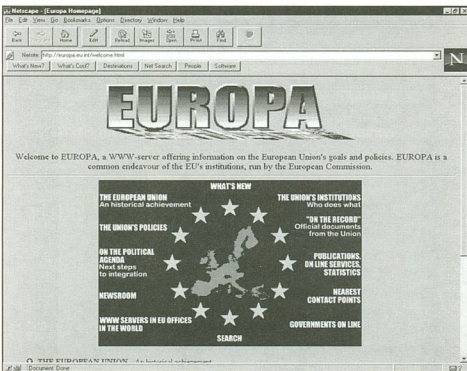 Netscape - [Europa Homepage]
File Edit View Go Bookmarks Options Directory Window Help
Back Home Edit Reload Images Open Print Find
Netsite: http://europa.eu.int/welcome.html
What's New? What's Cool? Destinations Net Search People Software
N
EUROPA
Welcome to EUROPA, a WWW-server offering information on the European Union's goals and policies. EUROPA is a
common endeavour of the EU's institutions, run by the European Commission.
WHAT'S NEW
THE EUROPEAN UNION
An historical achievement
THE UNION'S INSTITUTIONS
Who does what
THE UNION'S POLICIES
"ON THE RECORD"
Official documents
from the Union
ON THE POLITICAL
AGENDA
Next steps
to integration
PUBLICATIONS,
ON LINE SERVICES,
STATISTICS
NEWSROOM
NEAREST
CONTACT POINTS
WWW SERVERS IN EU OFFICES
IN THE WORLD
GOVERNMENTS ON LINE
SEARCH
THE EUROPEAN UNION - An historical achievement
Document: Done